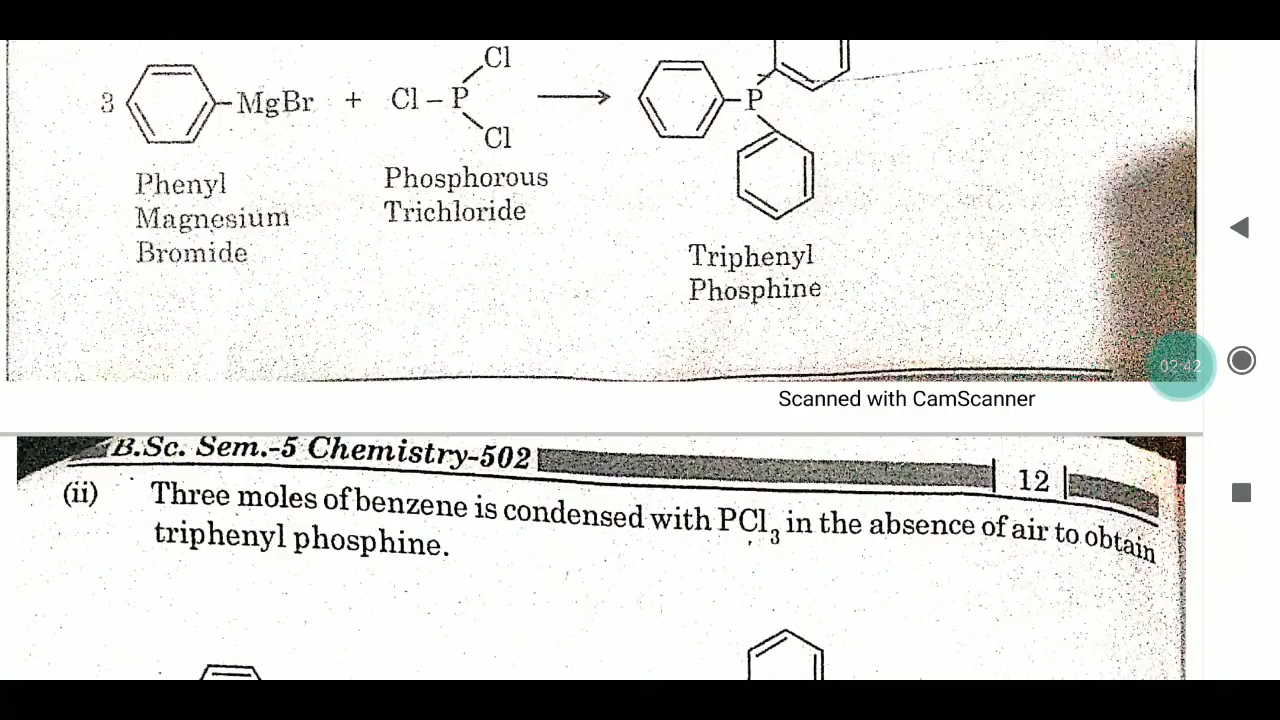 Cl
3 MgBr + Cl – P
Cl
P
Phenyl
Magnesium
Bromide
Phosphorous
Trichloride
Triphenyl
Phosphine
02:42
Scanned with CamScanner
B.Sc. Sem.-5 Chemistry-502 12
(ii) Three moles of benzene is condensed with PCl3 in the absence of air to obtain
triphenyl phosphine.